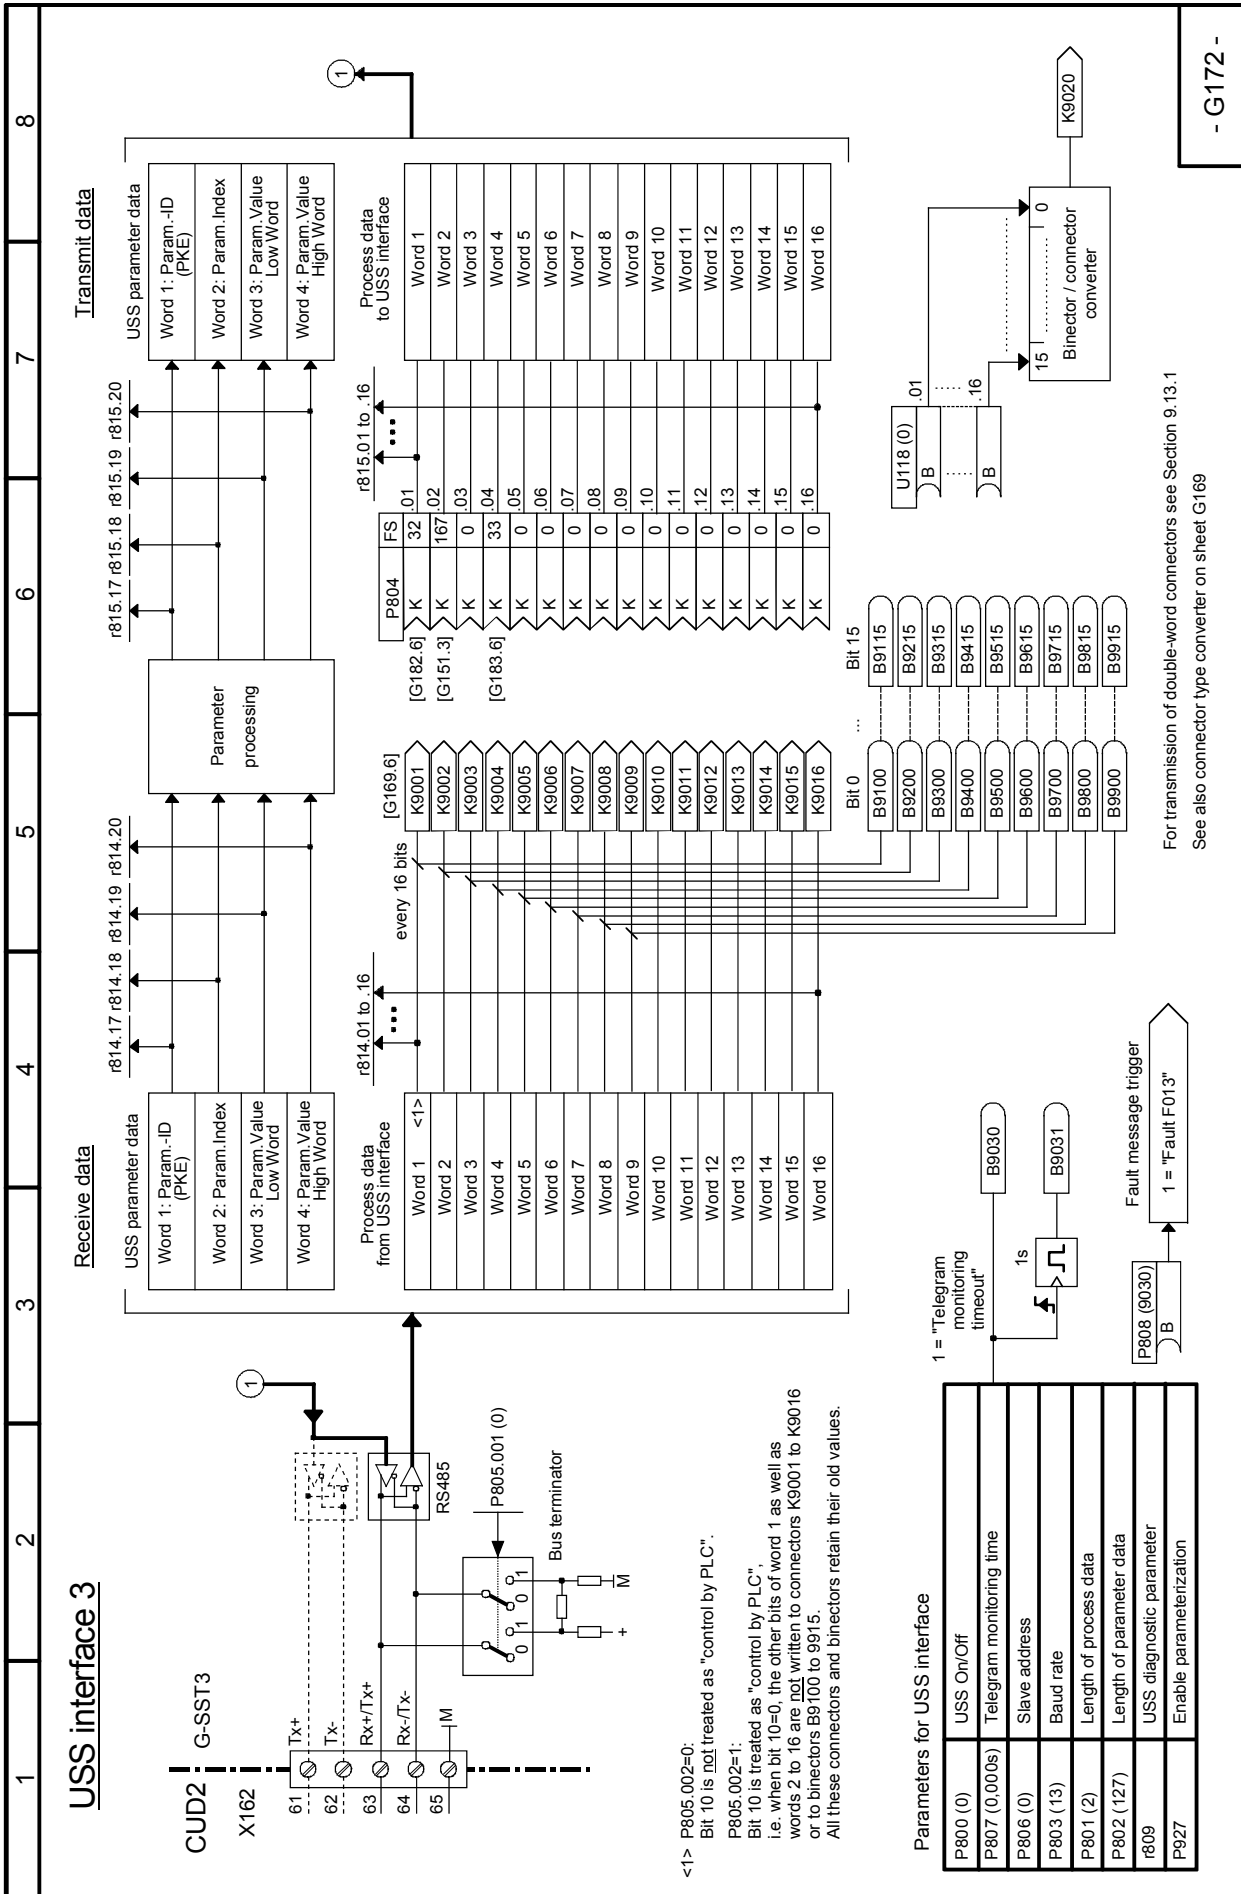 1 2 3 4 5 6 7 8
USS interface 3
Receive data
Transmit data
CUD2
G-SST3
X162
61
Tx+
62
Tx-
63
Rx+/Tx+
64
Rx-/Tx-
65
M
1
RS485
P805.001 (0)
0 1 0 1
Bus terminator
+
M
USS parameter data
Word 1: Param.-ID
(PKE)
Word 2: Param.Index
Word 3: Param.Value
Low Word
Word 4: Param.Value
High Word
r814.17 r814.18 r814.19 r814.20
Parameter
processing
r815.17 r815.18 r815.19 r815.20
USS parameter data
Word 1: Param.-ID
(PKE)
Word 2: Param.Index
Word 3: Param.Value
Low Word
Word 4: Param.Value
High Word
1
Process data
from USS interface
Word 1 <1>
Word 2
Word 3
Word 4
Word 5
Word 6
Word 7
Word 8
Word 9
Word 10
Word 11
Word 12
Word 13
Word 14
Word 15
Word 16
r814.01 to .16
every 16 bits
[G169.6]
K9001
K9002
K9003
K9004
K9005
K9006
K9007
K9008
K9009
K9010
K9011
K9012
K9013
K9014
K9015
K9016
P804 FS
[G182.6] K 32 .01
[G151.3] K 167 .02
K 0 .03
[G183.6] K 33 .04
K 0 .05
K 0 .06
K 0 .07
K 0 .08
K 0 .09
K 0 .10
K 0 .11
K 0 .12
K 0 .13
K 0 .14
K 0 .15
K 0 .16
r815.01 to .16
Process data
to USS interface
Word 1
Word 2
Word 3
Word 4
Word 5
Word 6
Word 7
Word 8
Word 9
Word 10
Word 11
Word 12
Word 13
Word 14
Word 15
Word 16
Bit 0 ... Bit 15
B9100 B9115
B9200 B9215
B9300 B9315
B9400 B9415
B9500 B9515
B9600 B9615
B9700 B9715
B9800 B9815
B9900 B9915
U118 (0)
B .01
B .16
15 0
Binector / connector
converter
K9020
<1> P805.002=0:
Bit 10 is not treated as "control by PLC".
P805.002=1:
Bit 10 is treated as "control by PLC",
i.e. when bit 10=0, the other bits of word 1 as well as
words 2 to 16 are not written to connectors K9001 to K9016
or to binectors B9100 to 9915.
All these connectors and binectors retain their old values.
Parameters for USS interface
P800 (0) USS On/Off
P807 (0,000s) Telegram monitoring time
P806 (0) Slave address
P803 (13) Baud rate
P801 (2) Length of process data
P802 (127) Length of parameter data
r809 USS diagnostic parameter
P927 Enable parameterization
1 = "Telegram
monitoring
timeout"
1s
B9030
B9031
P808 (9030)
B
Fault message trigger
1 = "Fault F013"
For transmission of double-word connectors see Section 9.13.1
See also connector type converter on sheet G169
- G172 -